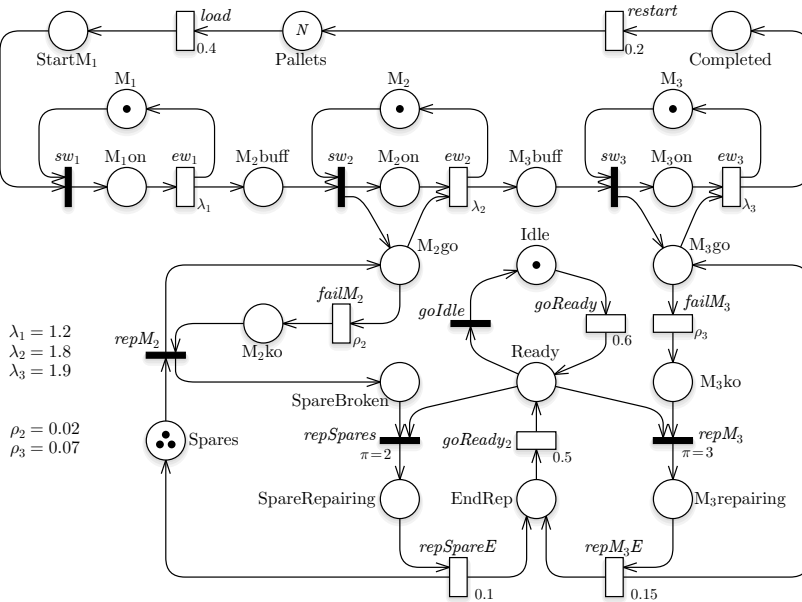 load
restart
N
0.4
0.2
StartM₁
Pallets
Completed
M₁
M₂
M₃
sw₁
M₁on
ew₁
M₂buff
sw₂
M₂on
ew₂
M₃buff
sw₃
M₃on
ew₃
λ₁
λ₂
λ₃
Idle
M₂go
M₃go
failM₂
goIdle
goReady
failM₃
λ₁ = 1.2
λ₂ = 1.8
λ₃ = 1.9
repM₂
ρ₂
0.6
ρ₃
M₂ko
Ready
M₃ko
SpareBroken
ρ₂ = 0.02
ρ₃ = 0.07
Spares
repSpares
goReady₂
repM₃
π=2
0.5
π=3
SpareRepairing
EndRep
M₃repairing
repSpareE
repM₃E
0.1
0.15